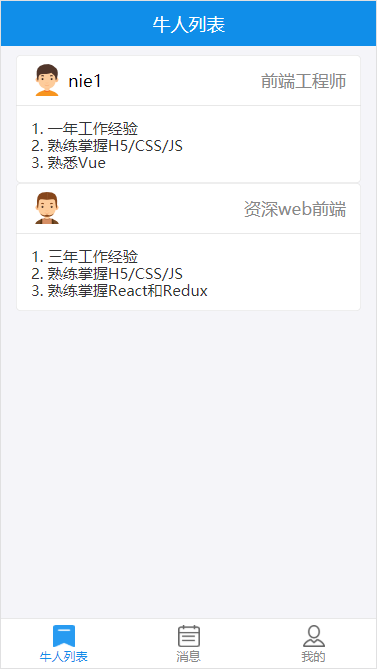 牛人列表
nie1 前端工程师
1. 一年工作经验
2. 熟练掌握H5/CSS/JS
3. 熟悉Vue
资深web前端
1. 三年工作经验
2. 熟练掌握H5/CSS/JS
3. 熟练掌握React和Redux
牛人列表 消息 我的